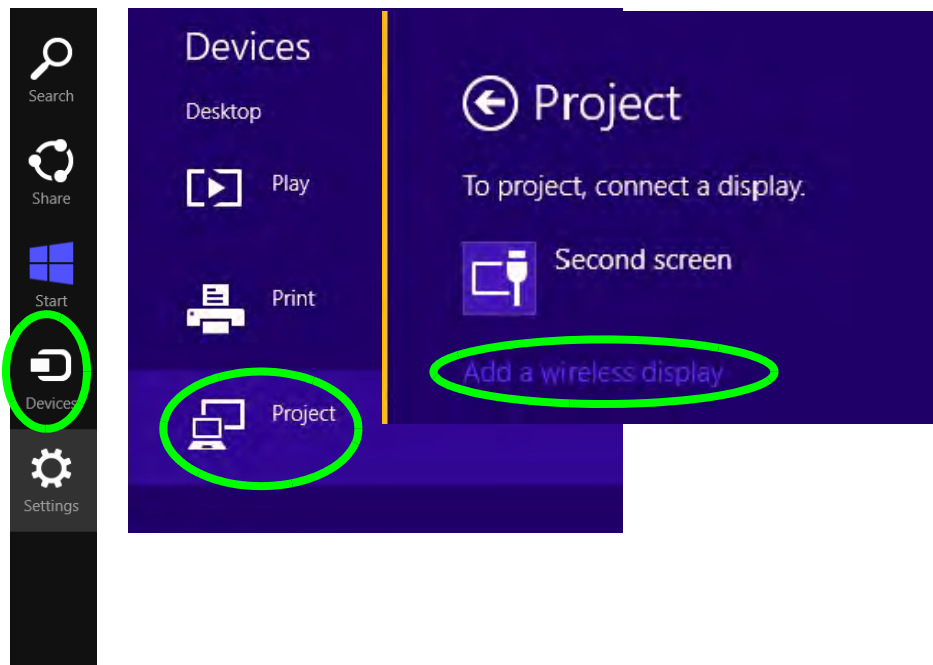 Search
Share
Start
Devices
Settings
Devices
Desktop
Play
Print
Project
Project
To project, connect a display.
Second screen
Add a wireless display